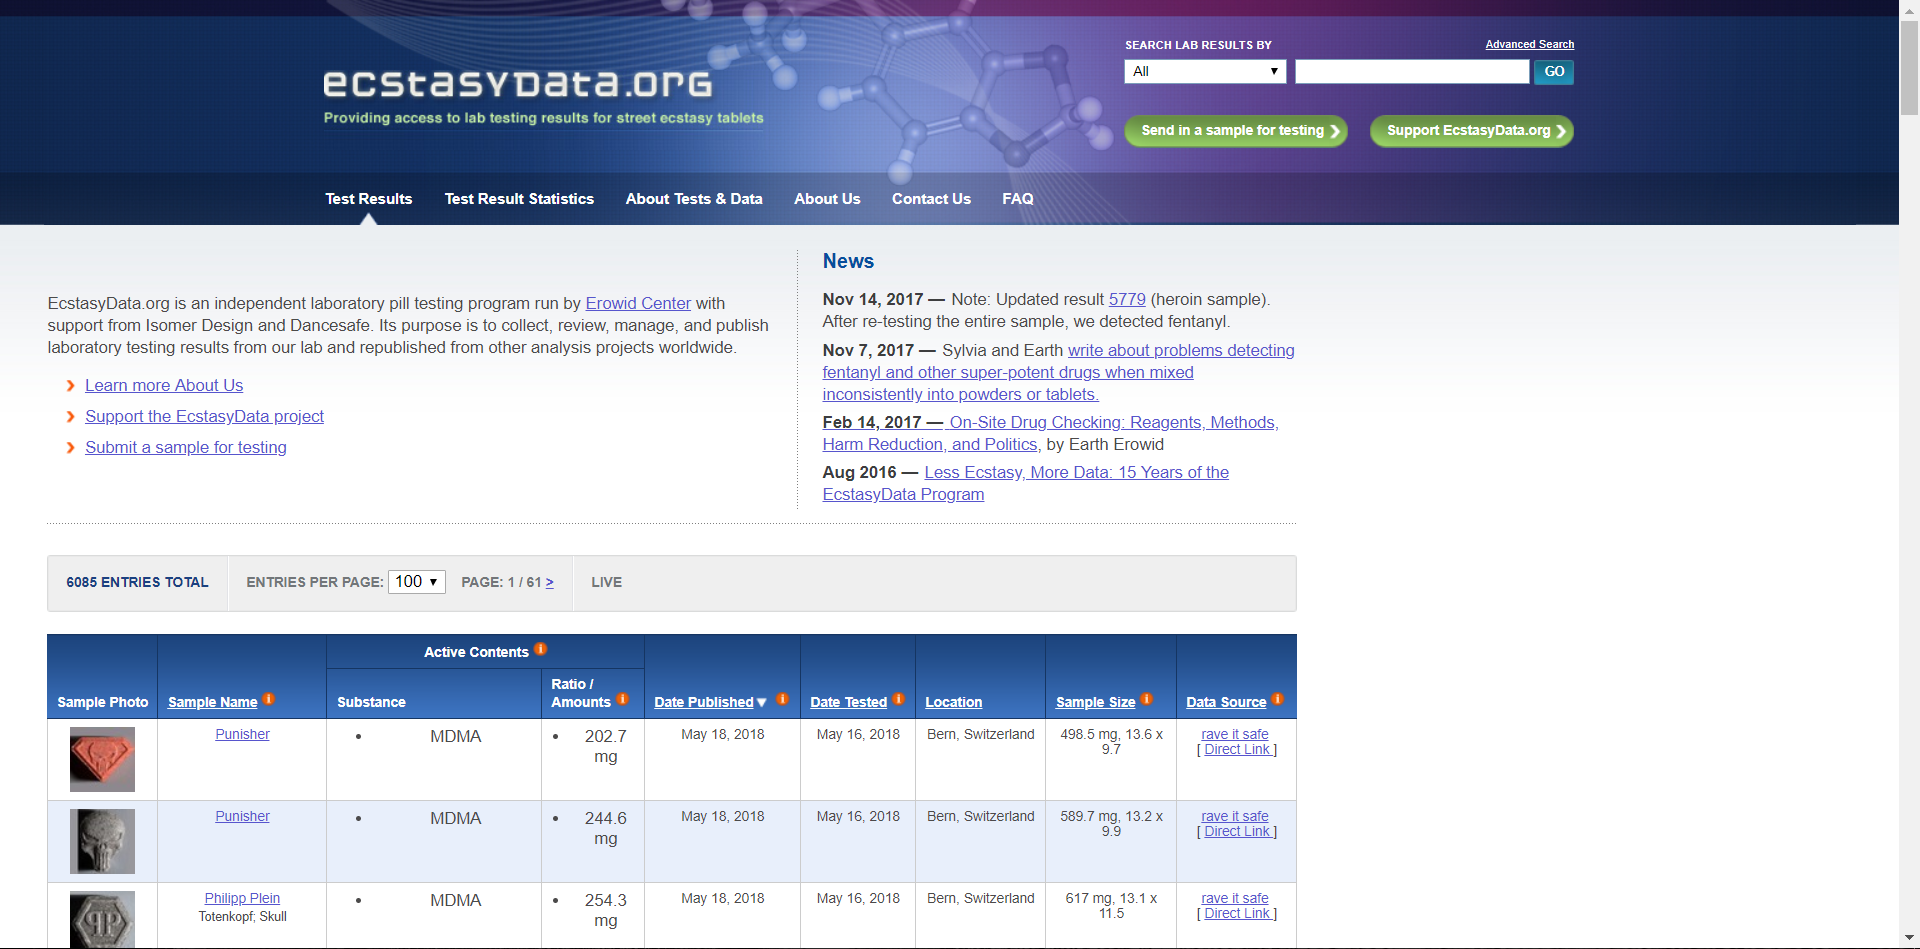 ecstasyData.org
Providing access to lab testing results for street ecstasy tablets
SEARCH LAB RESULTS BY
Advanced Search
All
GO
Send in a sample for testing
Support EcstasyData.org
Test Results
Test Result Statistics
About Tests & Data
About Us
Contact Us
FAQ
EcstasyData.org is an independent laboratory pill testing program run by Erowid Center with
support from Isomer Design and Dancesafe. Its purpose is to collect, review, manage, and publish
laboratory testing results from our lab and republished from other analysis projects worldwide.
Learn more About Us
Support the EcstasyData project
Submit a sample for testing
News
Nov 14, 2017 — Note: Updated result 5779 (heroin sample).
After re-testing the entire sample, we detected fentanyl.
Nov 7, 2017 — Sylvia and Earth write about problems detecting
fentanyl and other super-potent drugs when mixed
inconsistently into powders or tablets.
Feb 14, 2017 — On-Site Drug Checking: Reagents, Methods,
Harm Reduction, and Politics, by Earth Erowid
Aug 2016 — Less Ecstasy, More Data: 15 Years of the
EcstasyData Program
6085 ENTRIES TOTAL
ENTRIES PER PAGE: 100
PAGE: 1 / 61 >
LIVE
Sample Photo
Sample Name
Active Contents
Substance
Ratio /
Amounts
Date Published
Date Tested
Location
Sample Size
Data Source
Punisher
MDMA
202.7
mg
May 18, 2018
May 16, 2018
Bern, Switzerland
498.5 mg, 13.6 x
9.7
rave it safe
[ Direct Link ]
Punisher
MDMA
244.6
mg
May 18, 2018
May 16, 2018
Bern, Switzerland
589.7 mg, 13.2 x
9.9
rave it safe
[ Direct Link ]
Philipp Plein
Totenkopf; Skull
MDMA
254.3
mg
May 18, 2018
May 16, 2018
Bern, Switzerland
617 mg, 13.1 x
11.5
rave it safe
[ Direct Link ]